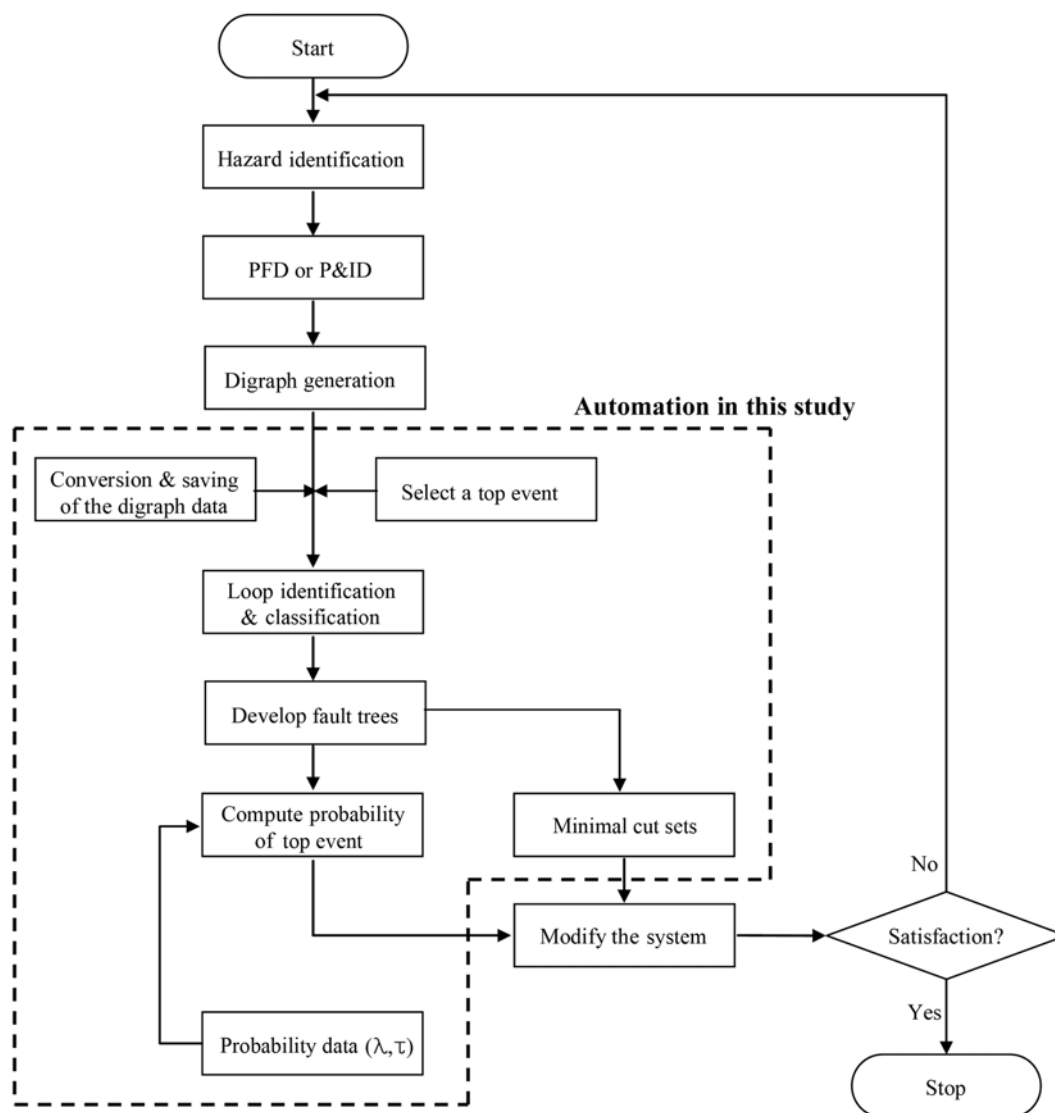 Start
Hazard identification
PFD or P&ID
Digraph generation
Automation in this study
Conversion & saving
of the digraph data
Select a top event
Loop identification
& classification
Develop fault trees
Compute probability
of top event
Minimal cut sets
No
Modify the system
Satisfaction?
Yes
Probability data (λ,τ)
Stop